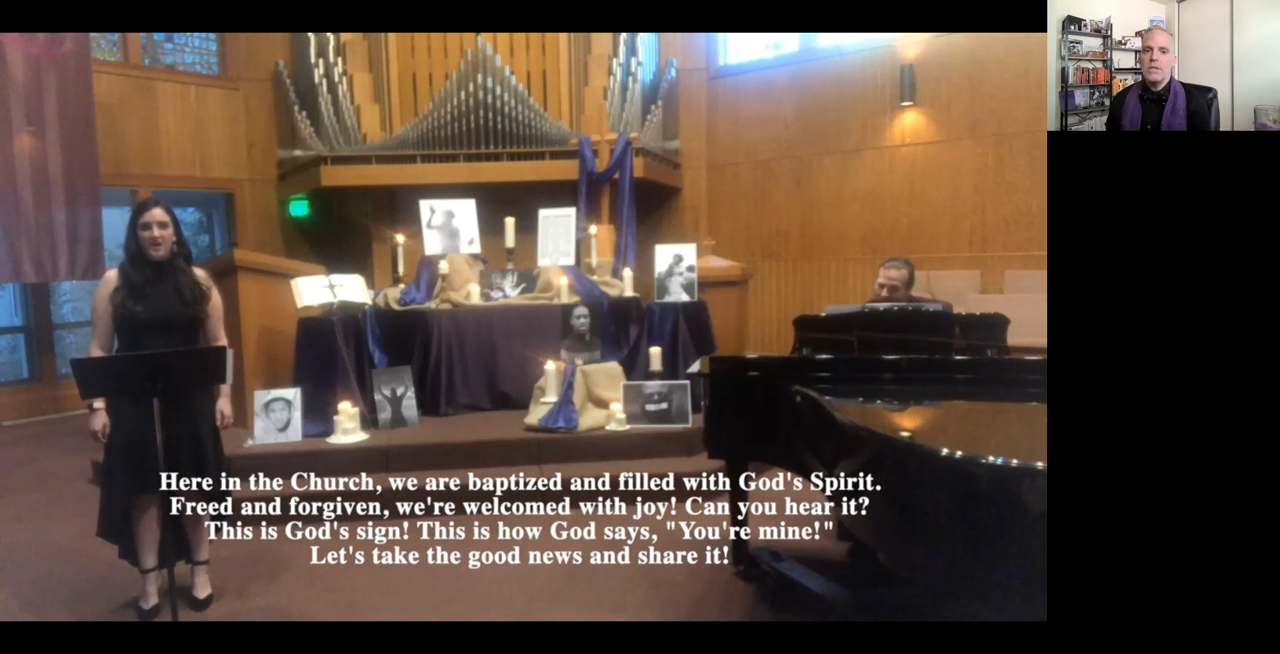 Here in the Church, we are baptized and filled with God's Spirit.
Freed and forgiven, we're welcomed with joy! Can you hear it?
This is God's sign! This is how God says, "You're mine!"
Let's take the good news and share it!